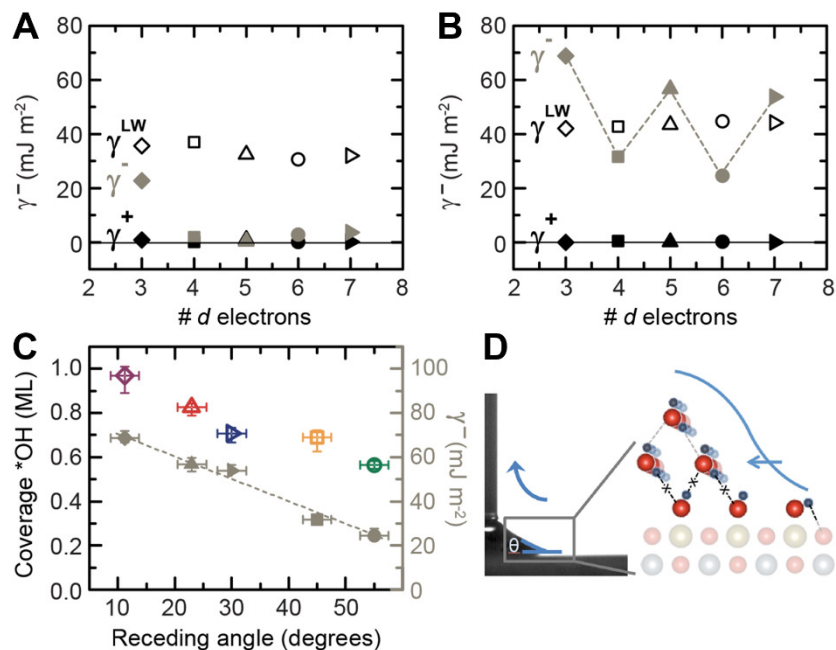 A
80
60
40
20
0
γ⁻ (mJ m⁻²)
γ^LW
γ⁻
γ⁺
2 3 4 5 6 7 8
# d electrons
B
80
60
40
20
0
γ⁻ (mJ m⁻²)
γ⁻
γ^LW
γ⁺
2 3 4 5 6 7 8
# d electrons
C
1.0
0.8
0.6
0.4
0.2
0.0
Coverage *OH (ML)
100
80
60
40
20
0
γ⁻ (mJ m⁻²)
10 20 30 40 50
Receding angle (degrees)
D
θ